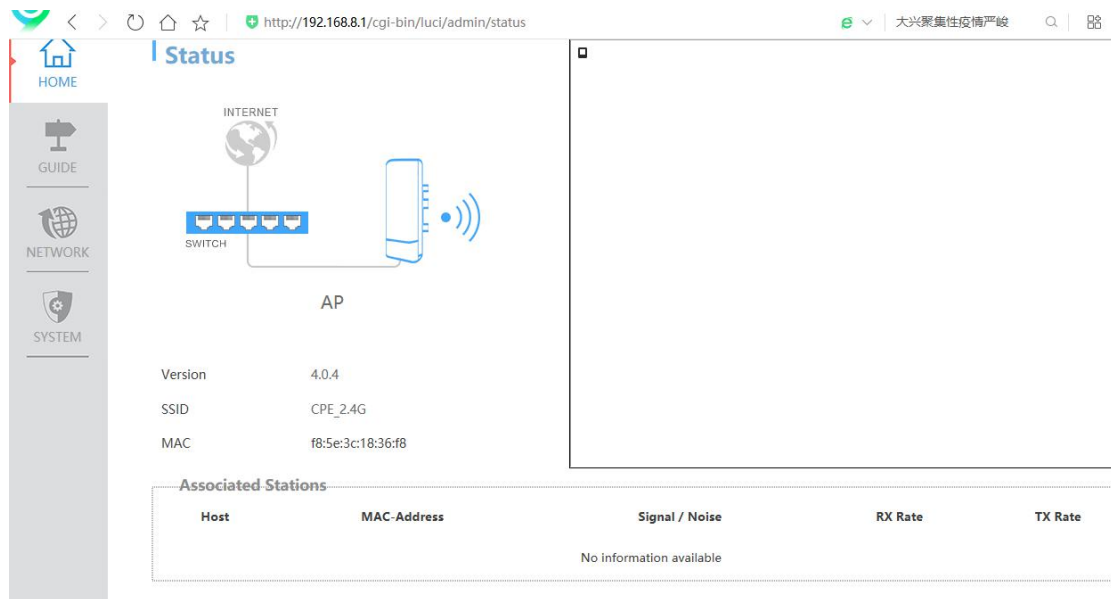 http://192.168.8.1/cgi-bin/luci/admin/status
大兴聚集性疫情严峻
HOME
GUIDE
NETWORK
SYSTEM
Status
INTERNET
SWITCH
AP
Version 4.0.4
SSID CPE_2.4G
MAC f8:5e:3c:18:36:f8
Associated Stations
Host MAC-Address Signal / Noise RX Rate TX Rate
No information available